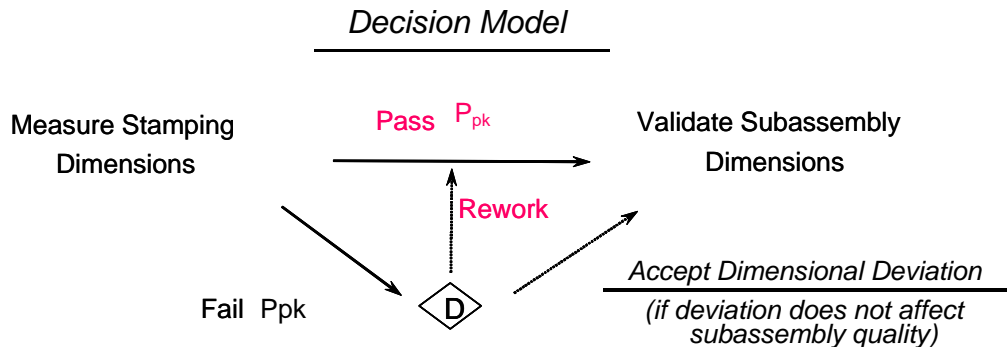 Decision Model
Measure Stamping
Dimensions
Pass Ppk
Validate Subassembly
Dimensions
Rework
Fail Ppk
D
Accept Dimensional Deviation
(if deviation does not affect
subassembly quality)